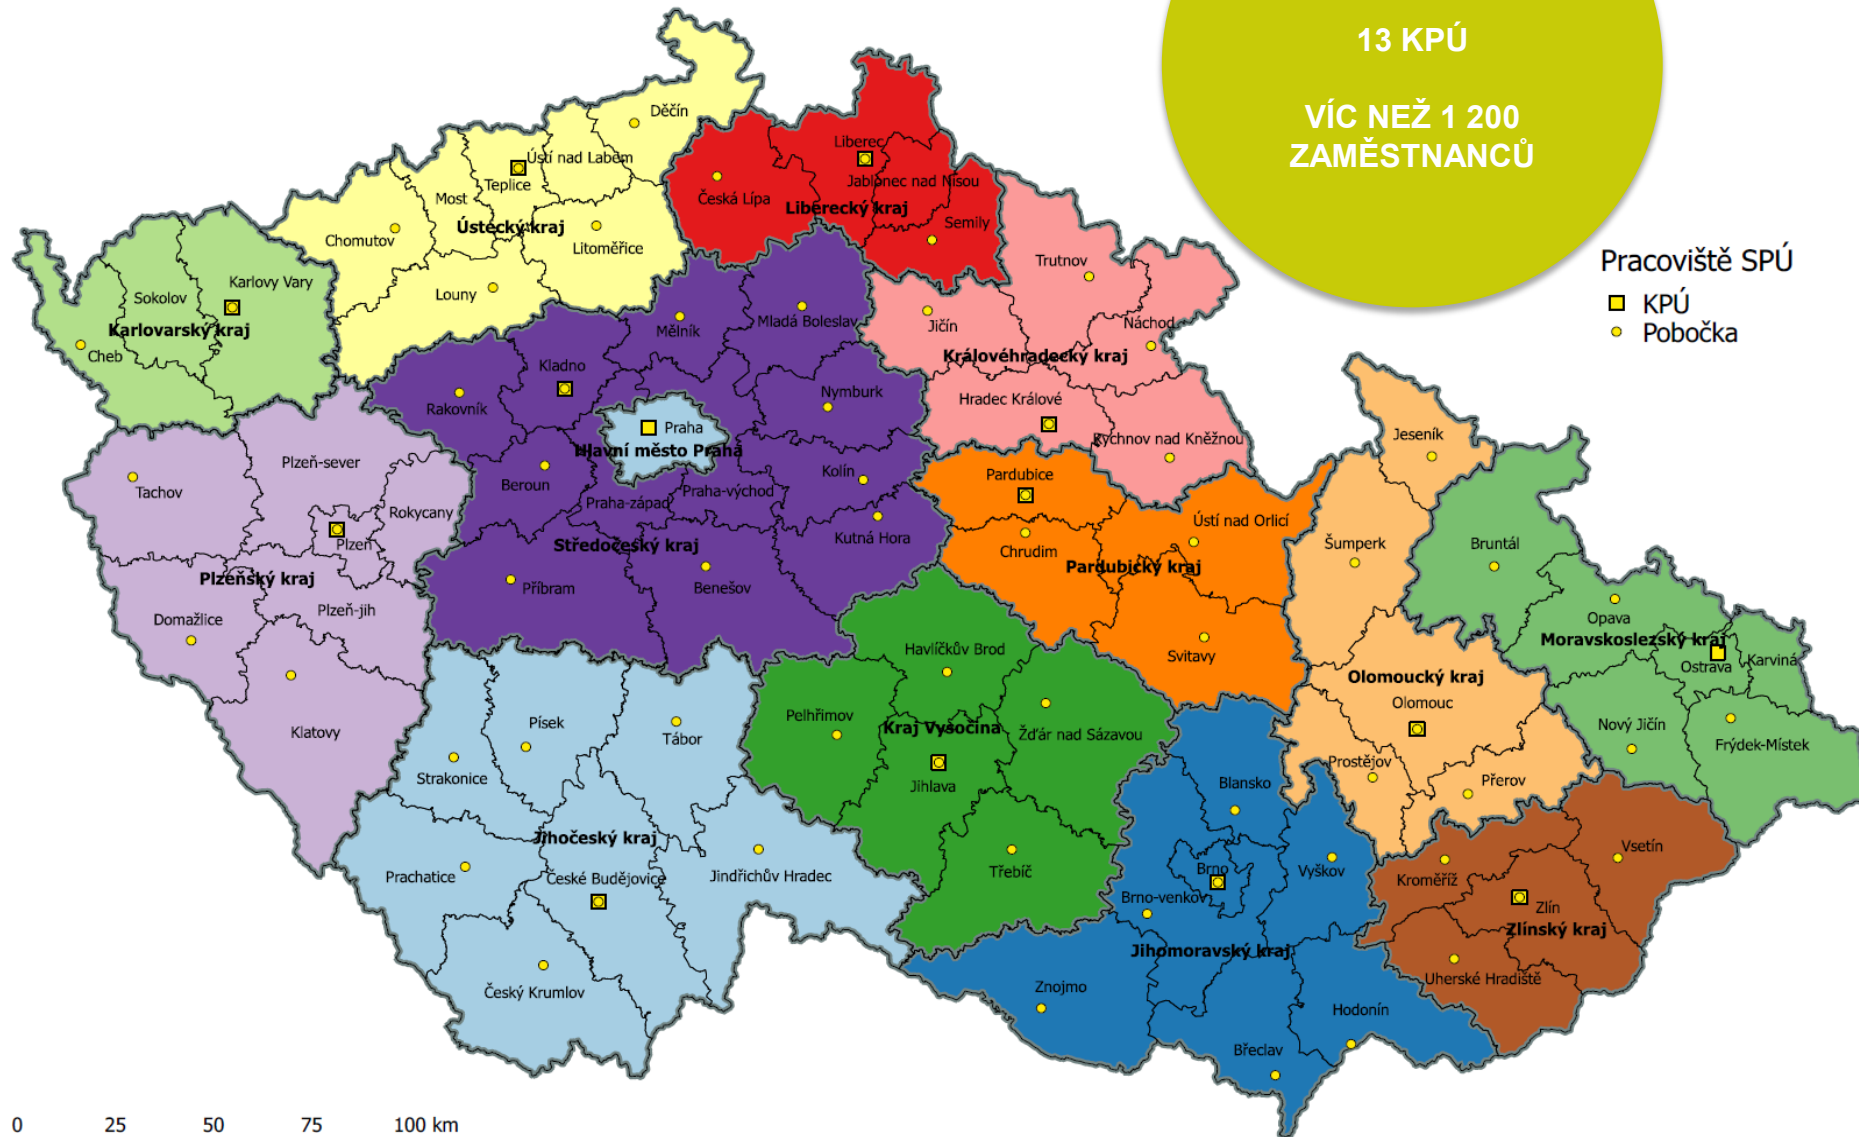 13 KPÚ
VÍC NEŽ 1 200
ZAMĚSTNANCŮ
Pracoviště SPÚ
KPÚ
Pobočka
Děčín
Ústí nad Labem
Teplice
Most
Ústecký kraj
Chomutov
Litoměřice
Louny
Liberec
Jablonec nad Nisou
Česká Lípa
Liberecký kraj
Semily
Karlovy Vary
Sokolov
Karlovarský kraj
Cheb
Trutnov
Jičín
Náchod
Královéhradecký kraj
Hradec Králové
Rychnov nad Kněžnou
Mělník
Mladá Boleslav
Kladno
Rakovník
Nymburk
Praha
Hlavní město Praha
Beroun
Kolín
Praha-západ
Praha-východ
Kutná Hora
Středočeský kraj
Příbram
Benešov
Plzeň-sever
Tachov
Rokycany
Plzeň
Plzeňský kraj
Plzeň-jih
Domažlice
Klatovy
Pardubice
Ústí nad Orlicí
Chrudim
Pardubický kraj
Svitavy
Jeseník
Šumperk
Olomoucký kraj
Olomouc
Prostějov
Přerov
Bruntál
Opava
Moravskoslezský kraj
Ostrava
Karviná
Nový Jičín
Frýdek-Místek
Havlíčkův Brod
Pelhřimov
Kraj Vysočina
Žďár nad Sázavou
Jihlava
Třebíč
Písek
Tábor
Strakonice
Jihočeský kraj
Prachatice
České Budějovice
Jindřichův Hradec
Český Krumlov
Blansko
Brno
Vyškov
Brno-venkov
Jihomoravský kraj
Znojmo
Hodonín
Břeclav
Vsetín
Kroměříž
Zlín
Zlínský kraj
Uherské Hradiště
0 25 50 75 100 km